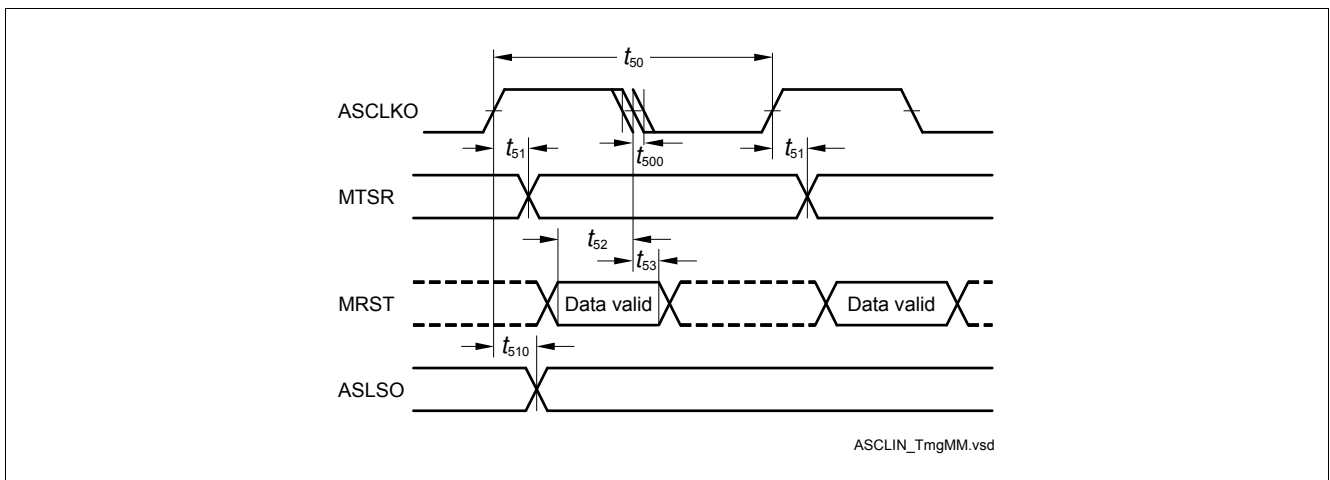 t50
ASCLKO
t51 t500 t51
MTSR
t52
t53
MRST Data valid Data valid
t510
ASLSO
ASCLIN_TmgMM.vsd